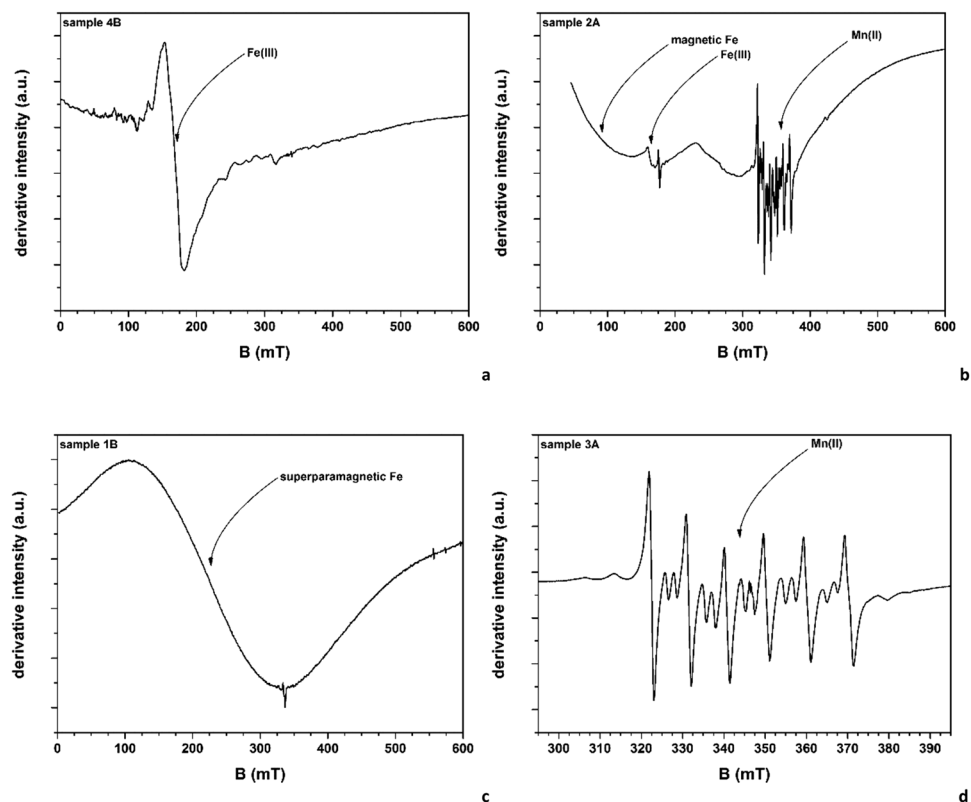 sample 4B
Fe(III)
derivative intensity (a.u.)
0 100 200 300 400 500 600
B (mT)
a
sample 2A
magnetic Fe
Fe(III)
Mn(II)
derivative intensity (a.u.)
0 100 200 300 400 500 600
B (mT)
b
sample 1B
superparamagnetic Fe
derivative intensity (a.u.)
0 100 200 300 400 500 600
B (mT)
c
sample 3A
Mn(II)
derivative intensity (a.u.)
300 310 320 330 340 350 360 370 380 390
B (mT)
d